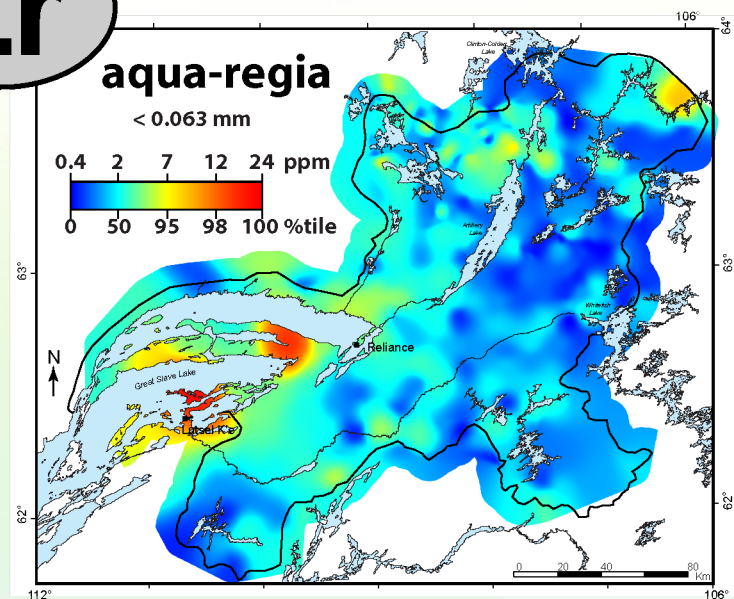 106°
64°
aqua-regia
< 0.063 mm
0.4 2 7 12 24 ppm
0 50 95 98 100 %tile
Clinton-Colden
Lake
Artillery
Lake
63°
63°
Whitefish
Lake
N
Reliance
Great Slave Lake
Lutsel K'e
62°
62°
0 20 40 80
Km
112°
106°